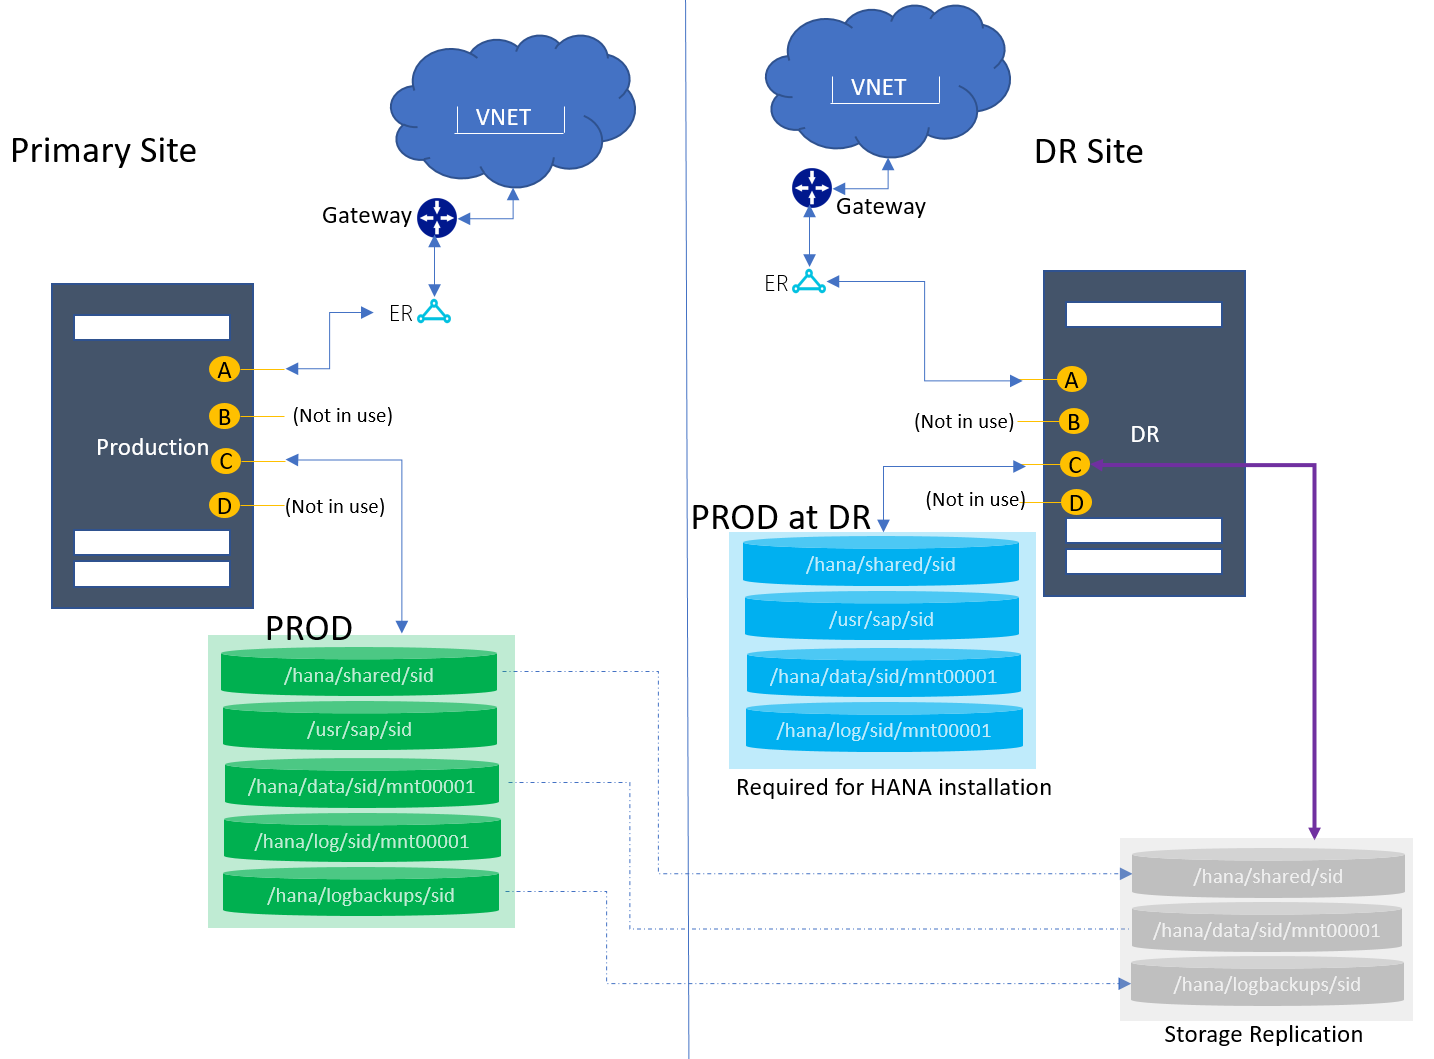 Primary Site
VNET
Gateway
ER
A
B
(Not in use)
Production
C
D
(Not in use)
PROD
/hana/shared/sid
/usr/sap/sid
/hana/data/sid/mnt00001
/hana/log/sid/mnt00001
/hana/logbackups/sid
VNET
DR Site
Gateway
ER
A
(Not in use)
B
DR
C
(Not in use)
D
PROD at DR
/hana/shared/sid
/usr/sap/sid
/hana/data/sid/mnt00001
/hana/log/sid/mnt00001
Required for HANA installation
/hana/shared/sid
/hana/data/sid/mnt00001
/hana/logbackups/sid
Storage Replication